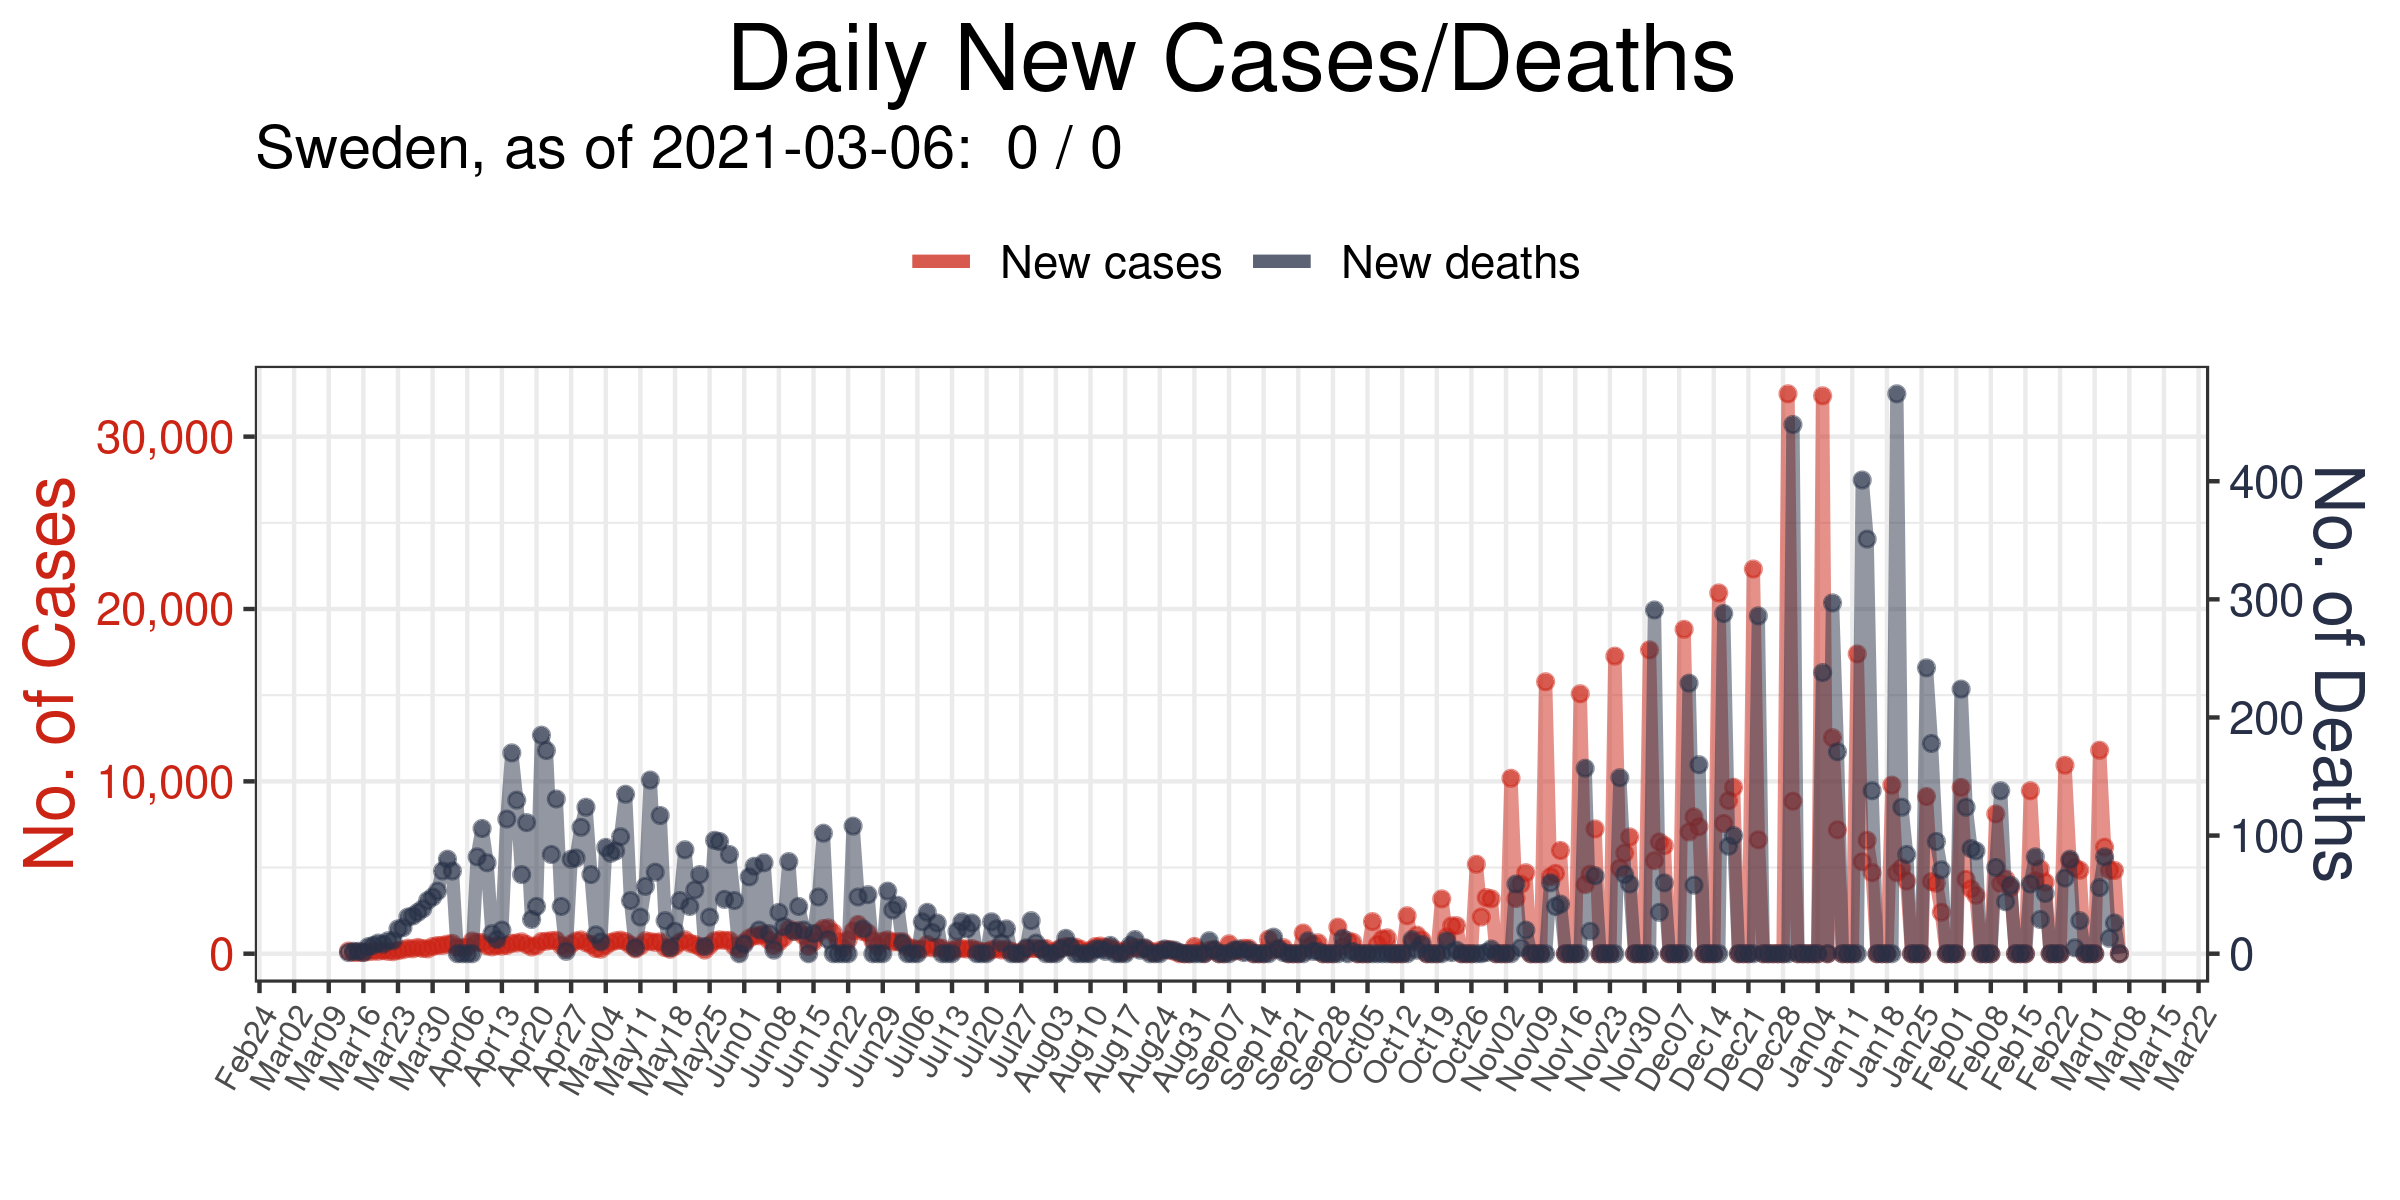 Daily New Cases/Deaths
Sweden, as of 2021-03-06: 0 / 0
New cases
New deaths
No. of Cases
30,000
20,000
10,000
0
400
300
200
100
0
No. of Deaths
Feb24
Mar02
Mar09
Mar16
Mar23
Mar30
Apr06
Apr13
Apr20
Apr27
May04
May11
May18
May25
Jun01
Jun08
Jun15
Jun22
Jun29
Jul06
Jul13
Jul20
Jul27
Aug03
Aug10
Aug17
Aug24
Aug31
Sep07
Sep14
Sep21
Sep28
Oct05
Oct12
Oct19
Oct26
Nov02
Nov09
Nov16
Nov23
Nov30
Dec07
Dec14
Dec21
Dec28
Jan04
Jan11
Jan18
Jan25
Feb01
Feb08
Feb15
Feb22
Mar01
Mar08
Mar15
Mar22